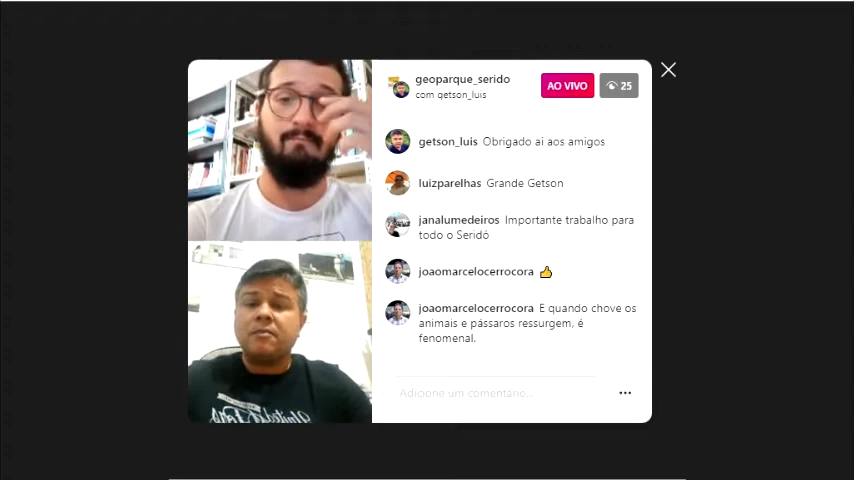 geoparque_serido
com getson_luis
AO VIVO
25
getson_luis Obrigado ai aos amigos
luizparelhas Grande Getson
janalumedeiros Importante trabalho para
todo o Seridó
joaomarcelocerrocora 👍
joaomarcelocerrocora E quando chove os
animais e pássaros ressurgem, é
fenomenal.
Adicione um comentário...